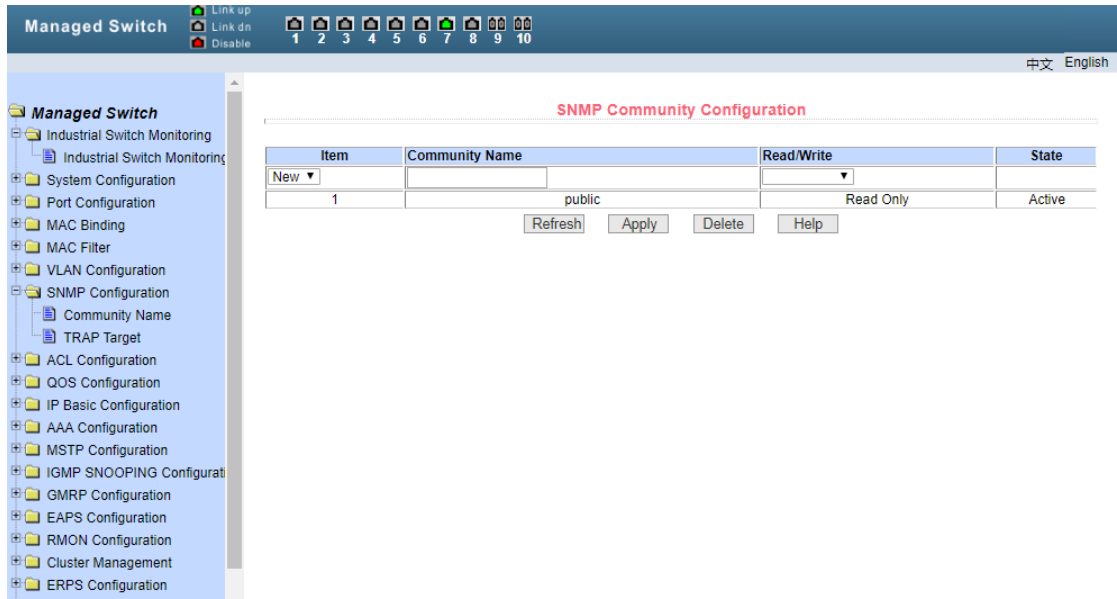 Link up
Managed Switch Link dn
Disable
1 2 3 4 5 6 7 8 9 10
中文 English
Managed Switch
Industrial Switch Monitoring
Industrial Switch Monitoring
System Configuration
Port Configuration
MAC Binding
MAC Filter
VLAN Configuration
SNMP Configuration
Community Name
TRAP Target
ACL Configuration
QOS Configuration
IP Basic Configuration
AAA Configuration
MSTP Configuration
IGMP SNOOPING Configurati
GMRP Configuration
EAPS Configuration
RMON Configuration
Cluster Management
ERPS Configuration
SNMP Community Configuration
Item Community Name Read/Write State
New
1 public Read Only Active
Refresh Apply Delete Help